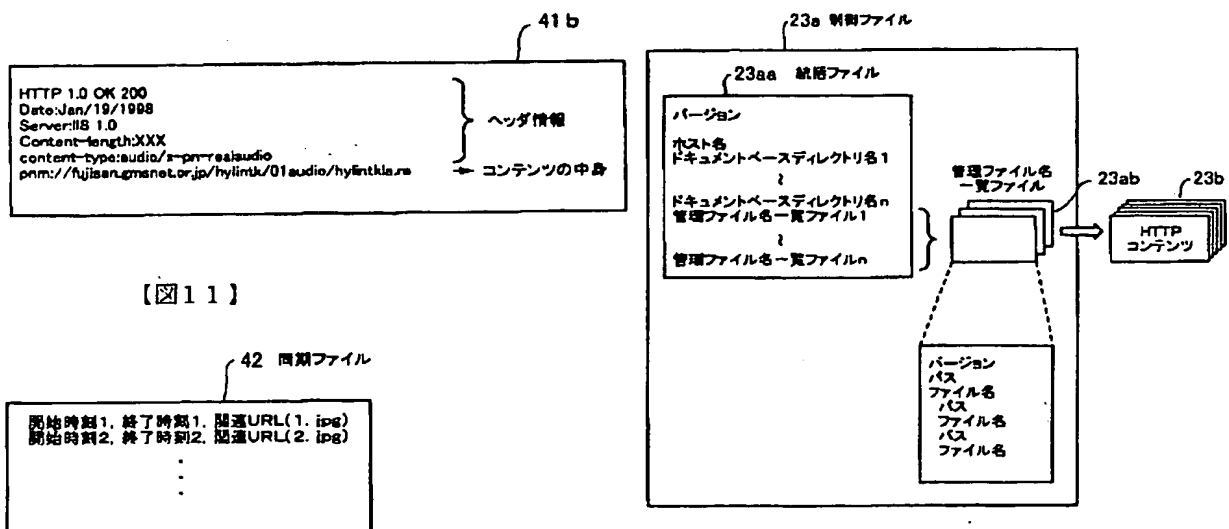 41b
HTTP 1.0 OK 200
Date:Jan/19/1998
Server:IIS 1.0
Content-length:XXX
content-type:audio/x-pn-realaudio
pnm://fujisan.gmsnet.or.jp/hylintk/01audio/hylintkla.ra
ヘッダ情報
コンテンツの中身
【図11】
42 同期ファイル
開始時刻1, 終了時刻1, 関連URL(1. jpg)
開始時刻2, 終了時刻2, 関連URL(2. jpg)
23a 制御ファイル
23aa 統括ファイル
バージョン
ホスト名
ドキュメントベースディレクトリ名1
~
ドキュメントベースディレクトリ名n
管理ファイル名一覧ファイル1
~
管理ファイル名一覧ファイルn
管理ファイル名
一覧ファイル
23ab
23b
HTTP
コンテンツ
バージョン
パス
ファイル名
パス
ファイル名
パス
ファイル名